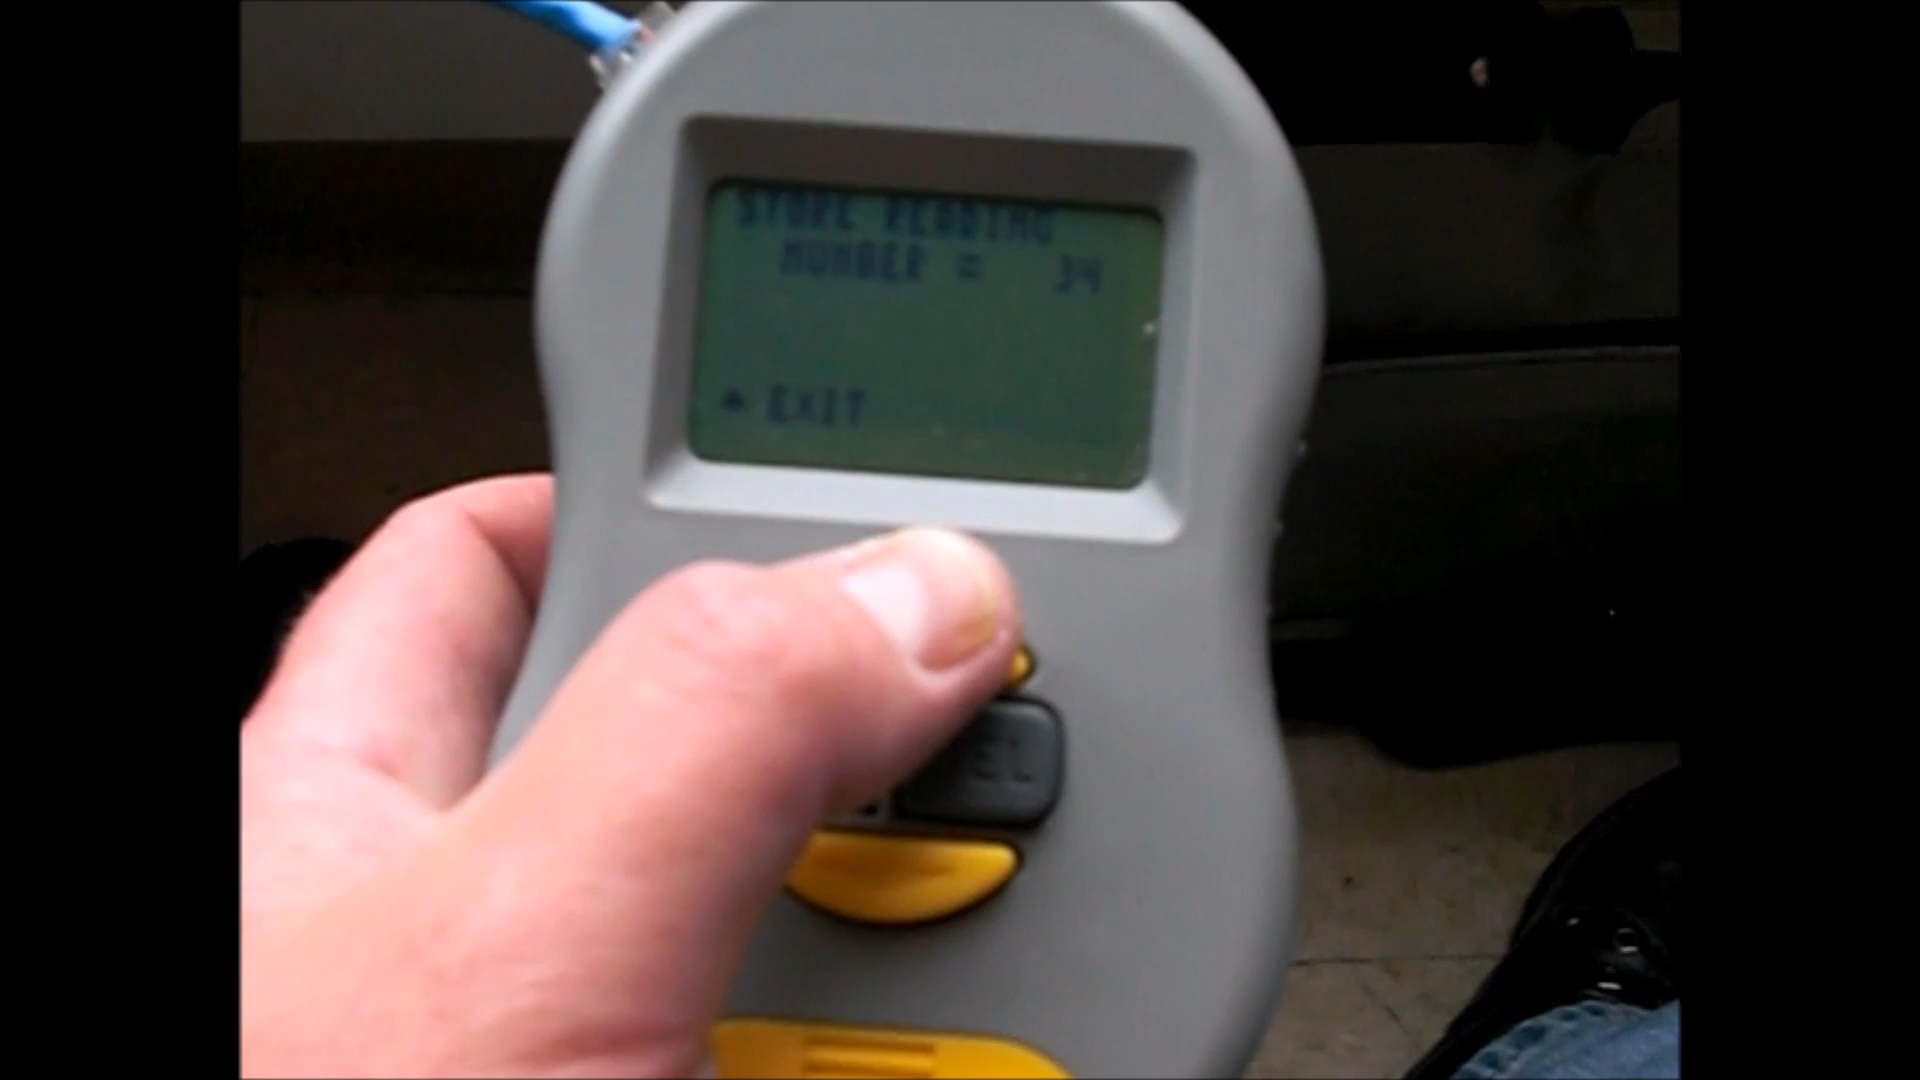 STORE READING
NUMBER = 34
▲ EXIT